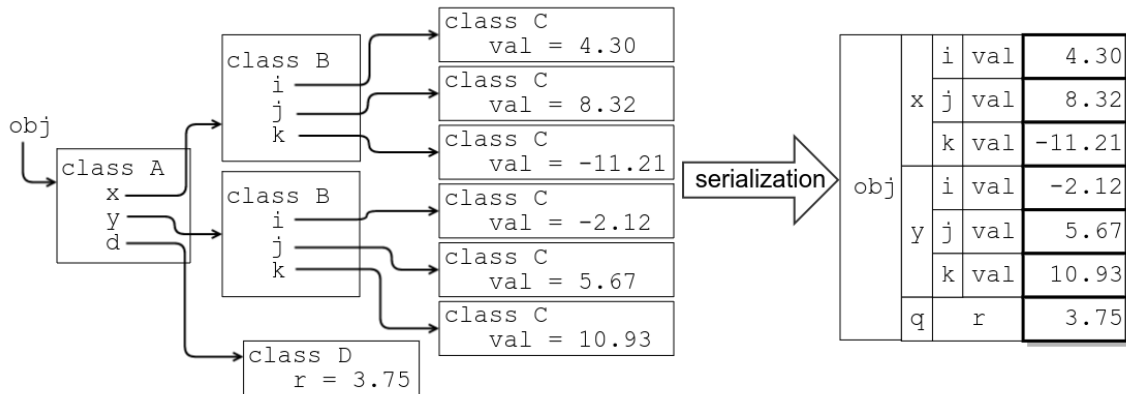 obj
class A
x
y
d
class B
i
j
k
class B
i
j
k
class D
r = 3.75
class C
val = 4.30
class C
val = 8.32
class C
val = -11.21
class C
val = -2.12
class C
val = 5.67
class C
val = 10.93
serialization
obj
x
i val 4.30
j val 8.32
k val -11.21
y
i val -2.12
j val 5.67
k val 10.93
q r 3.75